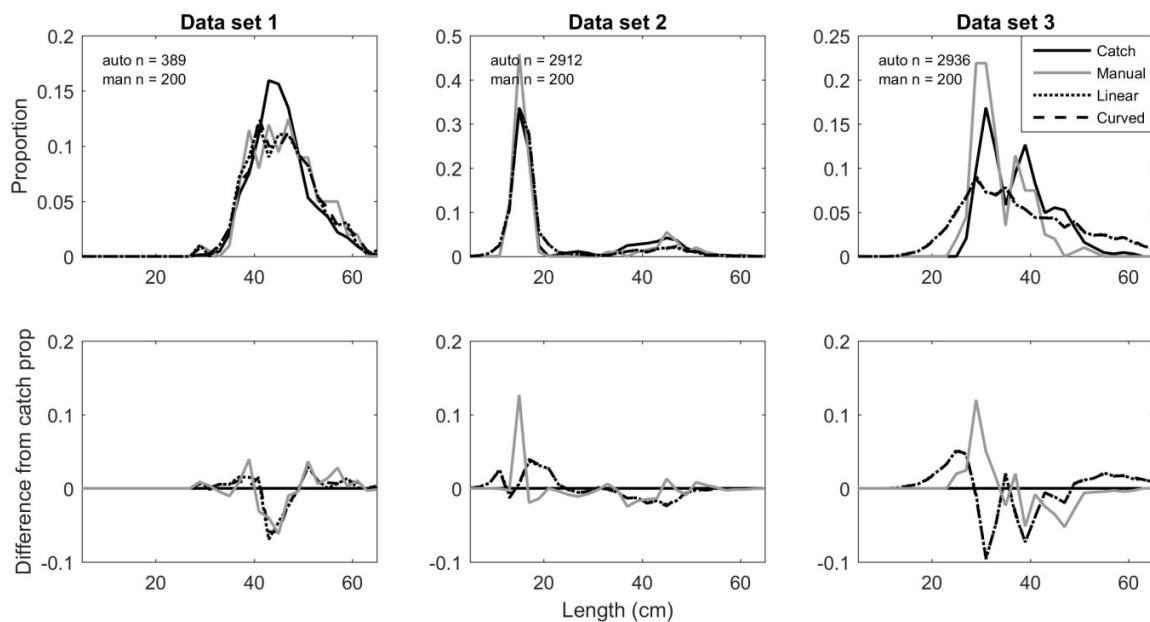 Data set 1
Data set 2
Data set 3
0.2
0.15
0.1
0.05
0
20
40
60
Proportion
auto n = 389
man n = 200
0.5
0.4
0.3
0.2
0.1
0
20
40
60
auto n = 2912
man n = 200
0.25
0.2
0.15
0.1
0.05
0
20
40
60
auto n = 2936
man n = 200
Catch
Manual
Linear
Curved
0.2
0.1
0
-0.1
20
40
60
Difference from catch prop
0.2
0.1
0
-0.1
20
40
60
Length (cm)
0.2
0.1
0
-0.1
20
40
60